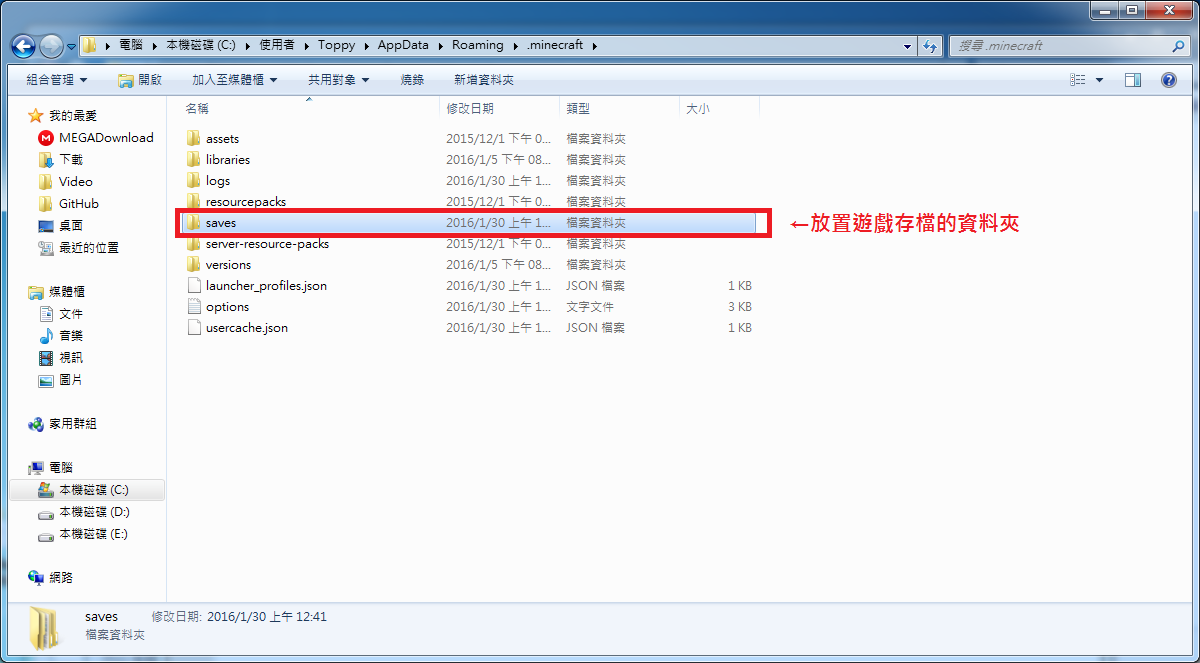 電腦 ▸ 本機磁碟 (C:) ▸ 使用者 ▸ Toppy ▸ AppData ▸ Roaming ▸ .minecraft ▸
搜尋 .minecraft
組合管理 開啟 加入至媒體櫃 共用對象 燒錄 新增資料夾
我的最愛
MEGADownload
下載
Video
GitHub
桌面
最近的位置
媒體櫃
文件
音樂
視訊
圖片
家用群組
電腦
本機磁碟 (C:)
本機磁碟 (D:)
本機磁碟 (E:)
網路
名稱 修改日期 類型 大小
assets 2015/12/1 下午 0... 檔案資料夾
libraries 2016/1/5 下午 08... 檔案資料夾
logs 2016/1/30 上午 1... 檔案資料夾
resourcepacks 2015/12/1 下午 0... 檔案資料夾
saves 2016/1/30 上午 1... 檔案資料夾
←放置遊戲存檔的資料夾
server-resource-packs 2015/12/1 下午 0... 檔案資料夾
versions 2016/1/5 下午 08... 檔案資料夾
launcher_profiles.json 2016/1/30 上午 1... JSON 檔案 1 KB
options 2016/1/30 上午 1... 文字文件 3 KB
usercache.json 2016/1/30 上午 1... JSON 檔案 1 KB
saves 修改日期: 2016/1/30 上午 12:41
檔案資料夾